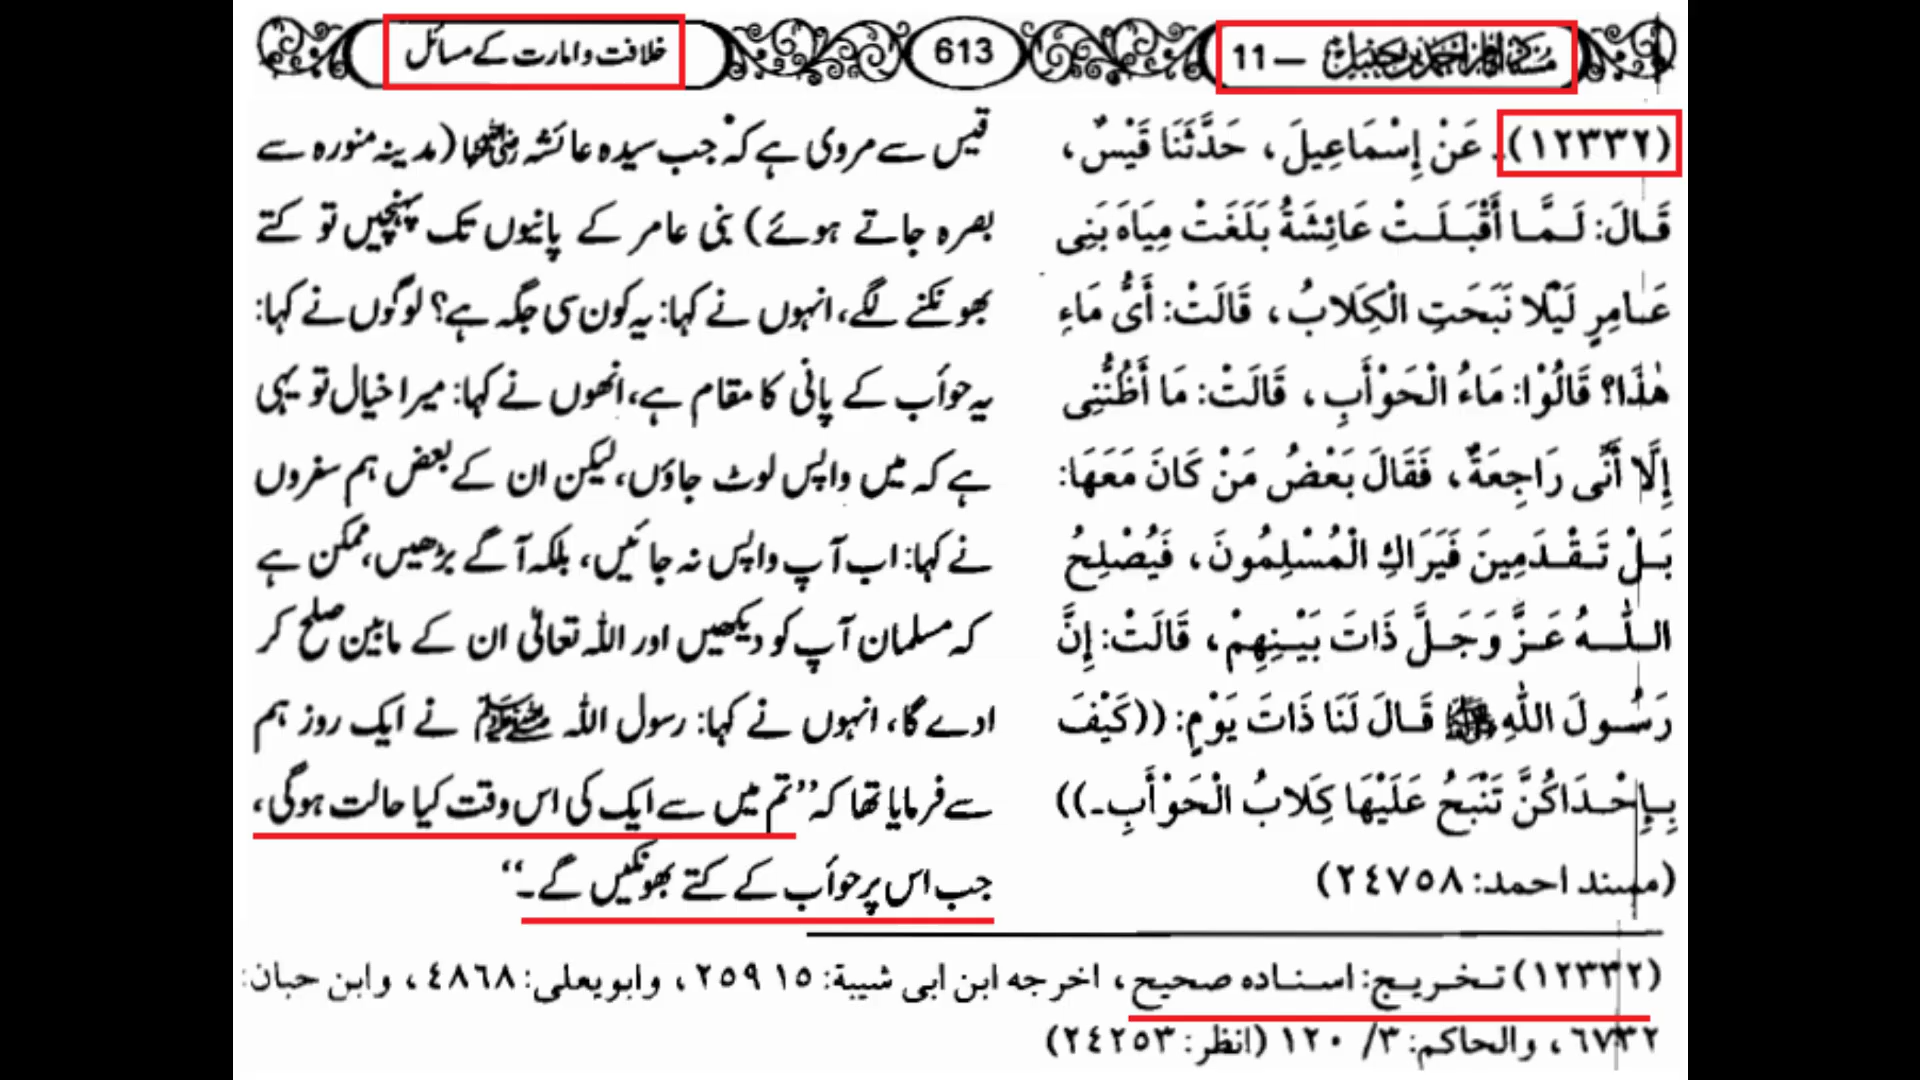 مسند امام احمد بن حنبل — 11
613
خلافت و امارت کے مسائل
(١٢٣٣٢)۔ عَنْ إِسْمَاعِيلَ، حَدَّثَنَا قَيْسٌ،
قَالَ: لَمَّا أَقْبَلَتْ عَائِشَةُ بَلَغَتْ مِيَاهَ بَنِى
عَامِرٍ لَيْلًا نَبَحَتِ الْكِلَابُ، قَالَتْ: أَىُّ مَاءِ
هٰذَا؟ قَالُوْا: مَاءُ الْحَوْأَبِ، قَالَتْ: مَا أَظُنُّنِى
إِلَّا أَنِّى رَاجِعَةٌ، فَقَالَ بَعْضُ مَنْ كَانَ مَعَهَا:
بَلْ تَقْدَمِينَ فَيَرَاكِ الْمُسْلِمُونَ، فَيُصْلِحُ
اللّٰهُ عَزَّ وَجَلَّ ذَاتَ بَيْنِهِمْ، قَالَتْ: إِنَّ
رَسُولَ اللّٰهِ ﷺ قَالَ لَنَا ذَاتَ يَوْمٍ: ((كَيْفَ
بِإِحْدَاكُنَّ تَنْبَحُ عَلَيْهَا كِلَابُ الْحَوْأَبِ۔))
(مسند احمد: ٢٤٧٥٨)
قیس سے مروی ہے کہ جب سیدہ عائشہ رضی اللہ عنہا (مدینہ منورہ سے
بصرہ جاتے ہوئے) بنی عامر کے پانیوں تک پہنچیں تو کتے
بھونکنے لگے، انہوں نے کہا: یہ کون سی جگہ ہے؟ لوگوں نے کہا:
یہ حوأب کے پانی کا مقام ہے، انھوں نے کہا: میرا خیال تو یہی
ہے کہ میں واپس لوٹ جاؤں، لیکن ان کے بعض ہم سفروں
نے کہا: اب آپ واپس نہ جائیں، بلکہ آگے بڑھیں، ممکن ہے
کہ مسلمان آپ کو دیکھیں اور اللہ تعالیٰ ان کے مابین صلح کر
ادے گا، انہوں نے کہا: رسول اللہ ﷺ نے ایک روز ہم
سے فرمایا تھا کہ ”تم میں سے ایک کی اس وقت کیا حالت ہوگی،
جب اس پر حوأب کے کتے بھونکیں گے۔“
(١٢٣٣٢) تخريج: اسناده صحيح، اخرجه ابن ابى شيبة: ١٥ ٢٥٩، وابويعلى: ٤٨٦٨، وابن حبان:
٦٧٣٢، والحاكم: ٣/ ١٢٠ (انظر: ٢٤٢٥٣)